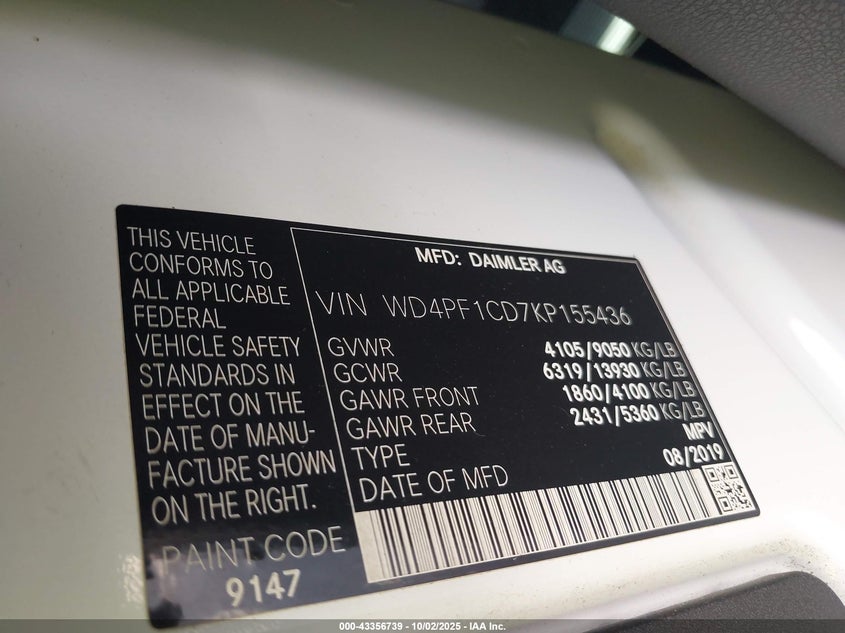 THIS VEHICLE
CONFORMS TO
ALL APPLICABLE
FEDERAL
VEHICLE SAFETY
STANDARDS IN
EFFECT ON THE
DATE OF MANU-
FACTURE SHOWN
ON THE RIGHT.
PAINT CODE
9147
MFD: DAIMLER AG
VIN WD4PF1CD7KP155436
GVWR 4105/9050 KG/LB
GCWR 6319/13930 KG/LB
GAWR FRONT 1860/4100 KG/LB
GAWR REAR 2431/5360 KG/LB
TYPE MPV
DATE OF MFD 08/2019
000-43356739 - 10/02/2025 - IAA Inc.